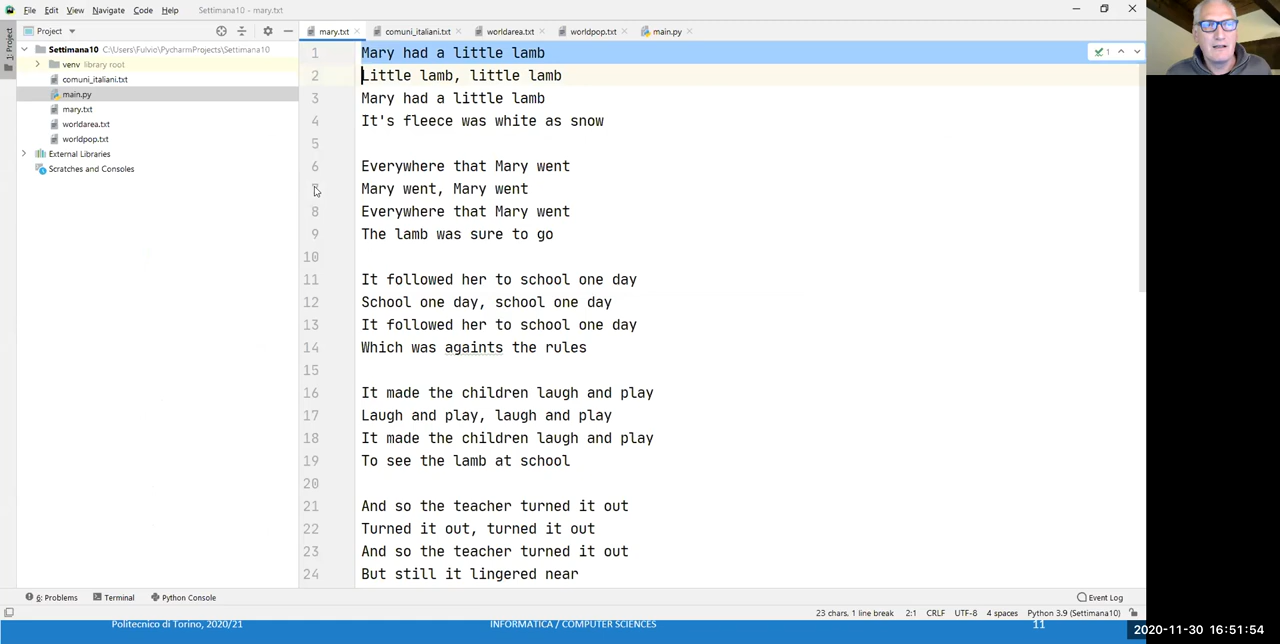 File Edit View Navigate Code Help Settimana10 - mary.txt
1: Project
Project
mary.txt comuni_italiani.txt worldarea.txt worldpop.txt main.py
Settimana10 C:\Users\Fulvio\PycharmProjects\Settimana10
venv library root
comuni_italiani.txt
main.py
mary.txt
worldarea.txt
worldpop.txt
External Libraries
Scratches and Consoles
1 Mary had a little lamb
2 Little lamb, little lamb
3 Mary had a little lamb
4 It's fleece was white as snow
5
6 Everywhere that Mary went
7 Mary went, Mary went
8 Everywhere that Mary went
9 The lamb was sure to go
10
11 It followed her to school one day
12 School one day, school one day
13 It followed her to school one day
14 Which was againts the rules
15
16 It made the children laugh and play
17 Laugh and play, laugh and play
18 It made the children laugh and play
19 To see the lamb at school
20
21 And so the teacher turned it out
22 Turned it out, turned it out
23 And so the teacher turned it out
24 But still it lingered near
1
6: Problems Terminal Python Console Event Log
23 chars, 1 line break 2:1 CRLF UTF-8 4 spaces Python 3.9 (Settimana10)
Politecnico di Torino, 2020/21 INFORMATICA / COMPUTER SCIENCES 11
2020-11-30 16:51:54